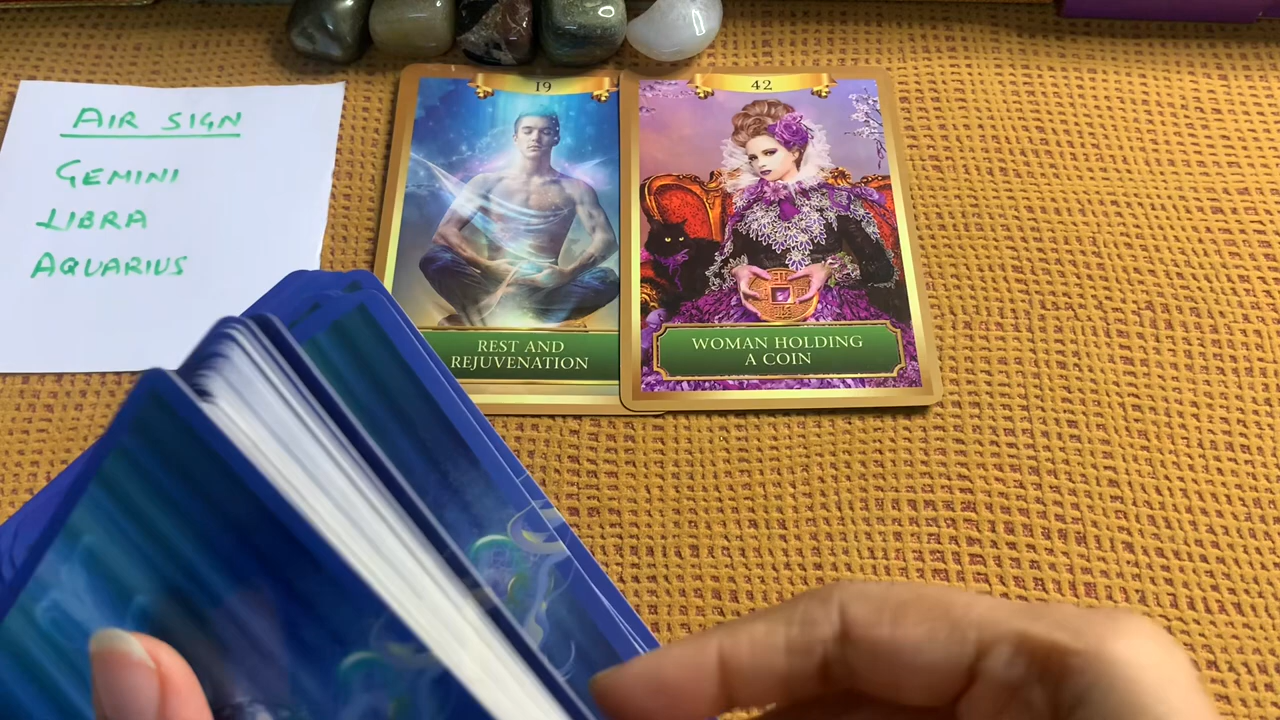 AIR SIGN
GEMINI
LIBRA
AQUARIUS
19
REST AND
REJUVENATION
42
WOMAN HOLDING
A COIN